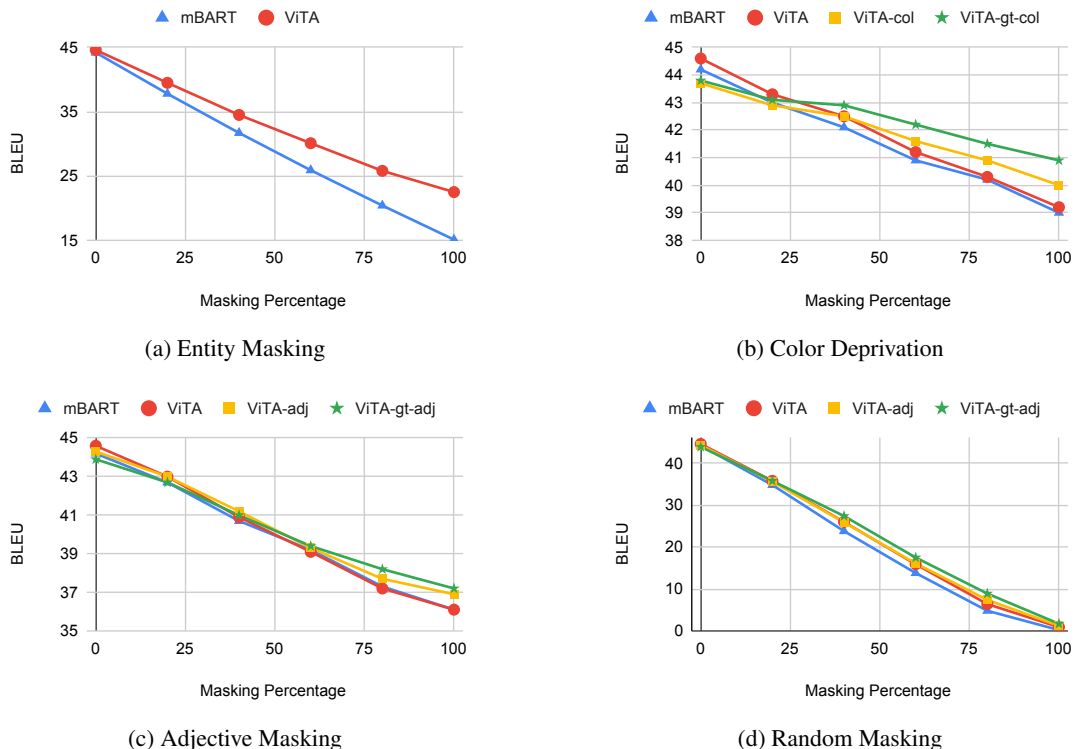 mBART ViTA
45
35
25
15
BLEU
0 25 50 75 100
Masking Percentage
(a) Entity Masking
mBART ViTA ViTA-col ViTA-gt-col
45
44
43
42
41
40
39
38
BLEU
0 25 50 75 100
Masking Percentage
(b) Color Deprivation
mBART ViTA ViTA-adj ViTA-gt-adj
45
43
41
39
37
35
BLEU
0 25 50 75 100
Masking Percentage
(c) Adjective Masking
mBART ViTA ViTA-adj ViTA-gt-adj
40
30
20
10
0
BLEU
0 25 50 75 100
Masking Percentage
(d) Random Masking